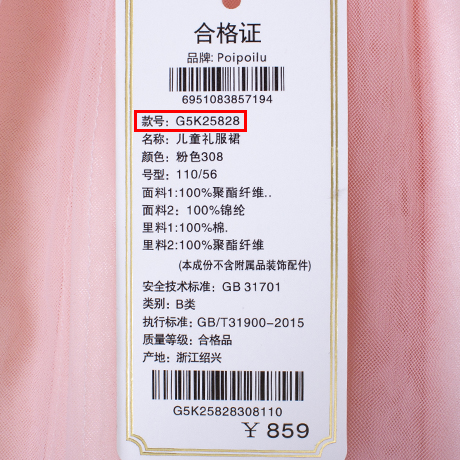 合格证
品牌: Poipoilu
6951083857194
款号: G5K25828
名称: 儿童礼服裙
颜色: 粉色308
号型: 110/56
面料1:100%聚酯纤维..
面料2: 100%锦纶
里料1:100%棉.
里料2:100%聚酯纤维
(本成份不含附属品装饰配件)
安全技术标准: GB 31701
类别: B类
执行标准: GB/T31900-2015
质量等级: 合格品
产地: 浙江绍兴
G5K25828308110
¥ 859